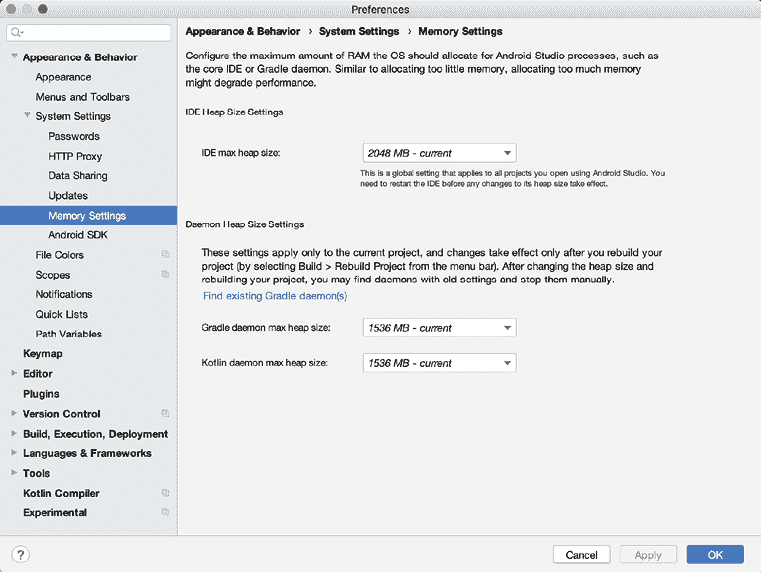 Preferences
Appearance & Behavior
Appearance
Menus and Toolbars
System Settings
Passwords
HTTP Proxy
Data Sharing
Updates
Memory Settings
Android SDK
File Colors
Scopes
Notifications
Quick Lists
Path Variables
Keymap
Editor
Plugins
Version Control
Build, Execution, Deployment
Languages & Frameworks
Tools
Kotlin Compiler
Experimental
Appearance & Behavior › System Settings › Memory Settings
Configure the maximum amount of RAM the OS should allocate for Android Studio processes, such as
the core IDE or Gradle daemon. Similar to allocating too little memory, allocating too much memory
might degrade performance.
IDE Heap Size Settings
IDE max heap size: 2048 MB - current
This is a global setting that applies to all projects you open using Android Studio. You
need to restart the IDE before any changes to its heap size take effect.
Daemon Heap Size Settings
These settings apply only to the current project, and changes take effect only after you rebuild your
project (by selecting Build > Rebuild Project from the menu bar). After changing the heap size and
rebuilding your project, you may find daemons with old settings and stop them manually.
Find existing Gradle daemon(s)
Gradle daemon max heap size: 1536 MB - current
Kotlin daemon max heap size: 1536 MB - current
? Cancel Apply OK